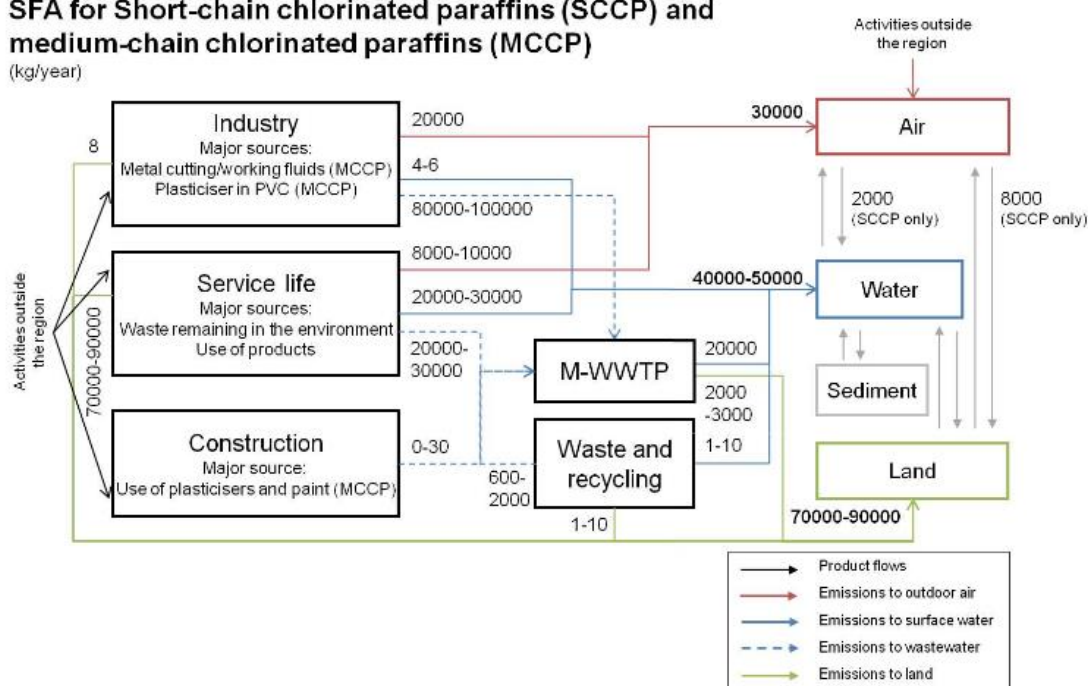 SFA for Short-chain chlorinated paraffins (SCCP) and
medium-chain chlorinated paraffins (MCCP)
(kg/year)
Activities outside
the region
Industry
Major sources:
Metal cutting/working fluids (MCCP)
Plasticiser in PVC (MCCP)
8
20000
4-6
80000-100000
30000
Air
2000
(SCCP only)
8000
(SCCP only)
Service life
Major sources:
Waste remaining in the environment
Use of products
8000-10000
20000-30000
20000-
30000
40000-50000
Water
Activities outside
the region
70000-90000
M-WWTP
20000
2000
-3000
Sediment
Construction
Major source:
Use of plasticisers and paint (MCCP)
0-30
Waste and
recycling
600-
2000
1-10
1-10
Land
70000-90000
Product flows
Emissions to outdoor air
Emissions to surface water
Emissions to wastewater
Emissions to land